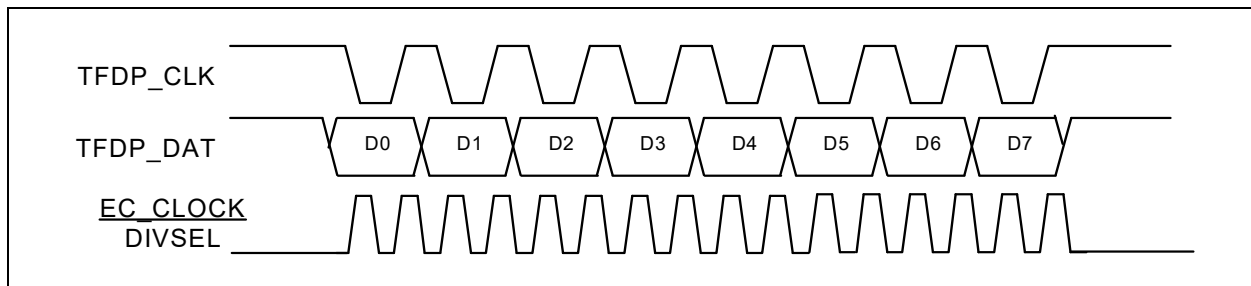 TFDP_CLK
TFDP_DAT
D0 D1 D2 D3 D4 D5 D6 D7
EC_CLOCK
DIVSEL